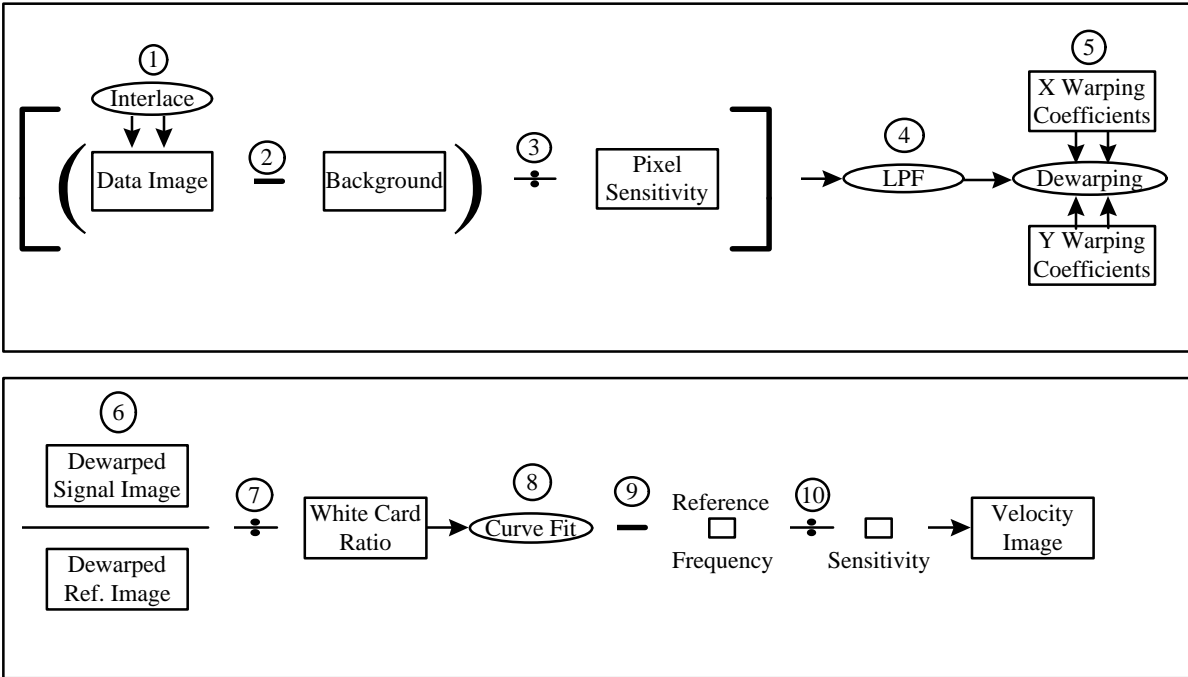 1
Interlace
Data Image
2
Background
3
Pixel
Sensitivity
4
LPF
5
X Warping
Coefficients
Dewarping
Y Warping
Coefficients
6
Dewarped
Signal Image
Dewarped
Ref. Image
7
White Card
Ratio
8
Curve Fit
9
Reference
Frequency
10
Sensitivity
Velocity
Image